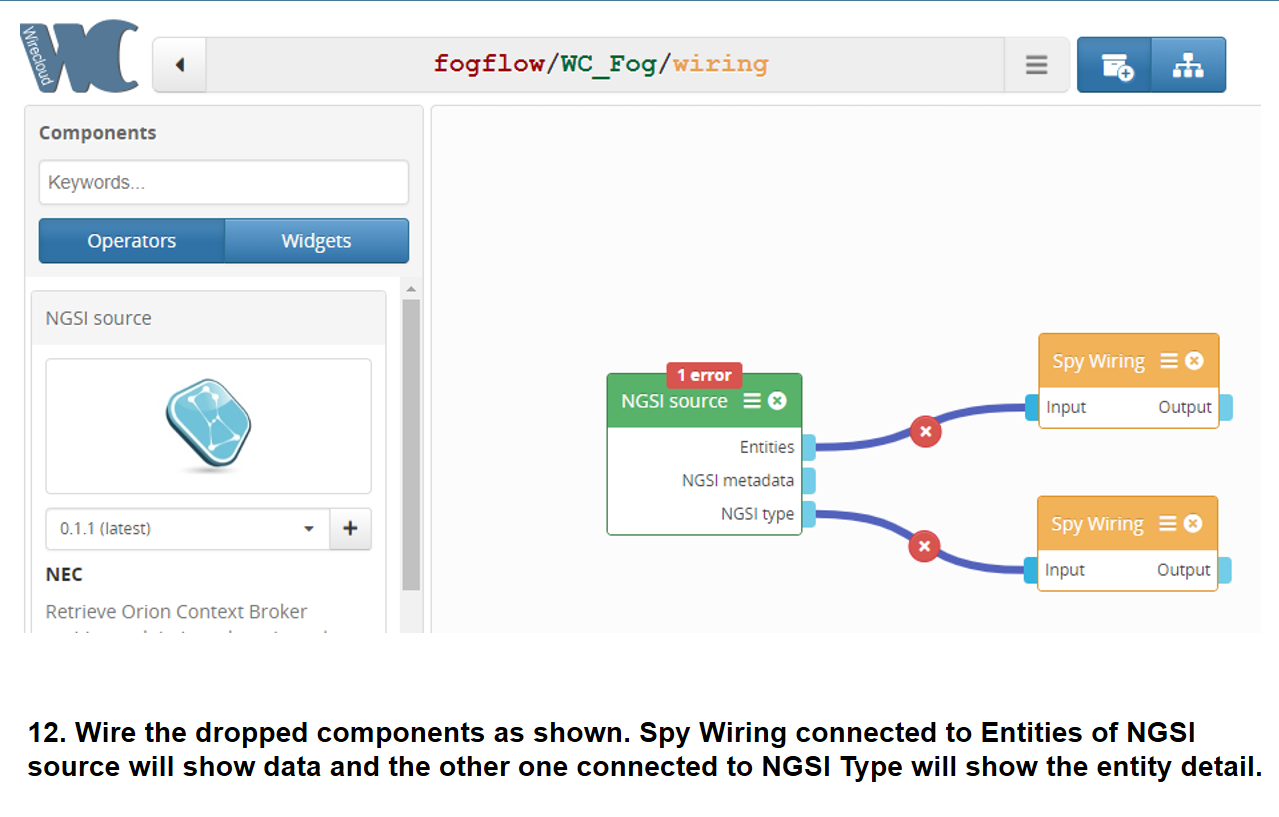 Wirecloud
WC
fogflow/WC_Fog/wiring
Components
Keywords...
Operators
Widgets
NGSI source
0.1.1 (latest)
NEC
Retrieve Orion Context Broker
1 error
NGSI source
Entities
NGSI metadata
NGSI type
Spy Wiring
Input Output
Spy Wiring
Input Output
12. Wire the dropped components as shown. Spy Wiring connected to Entities of NGSI
source will show data and the other one connected to NGSI Type will show the entity detail.